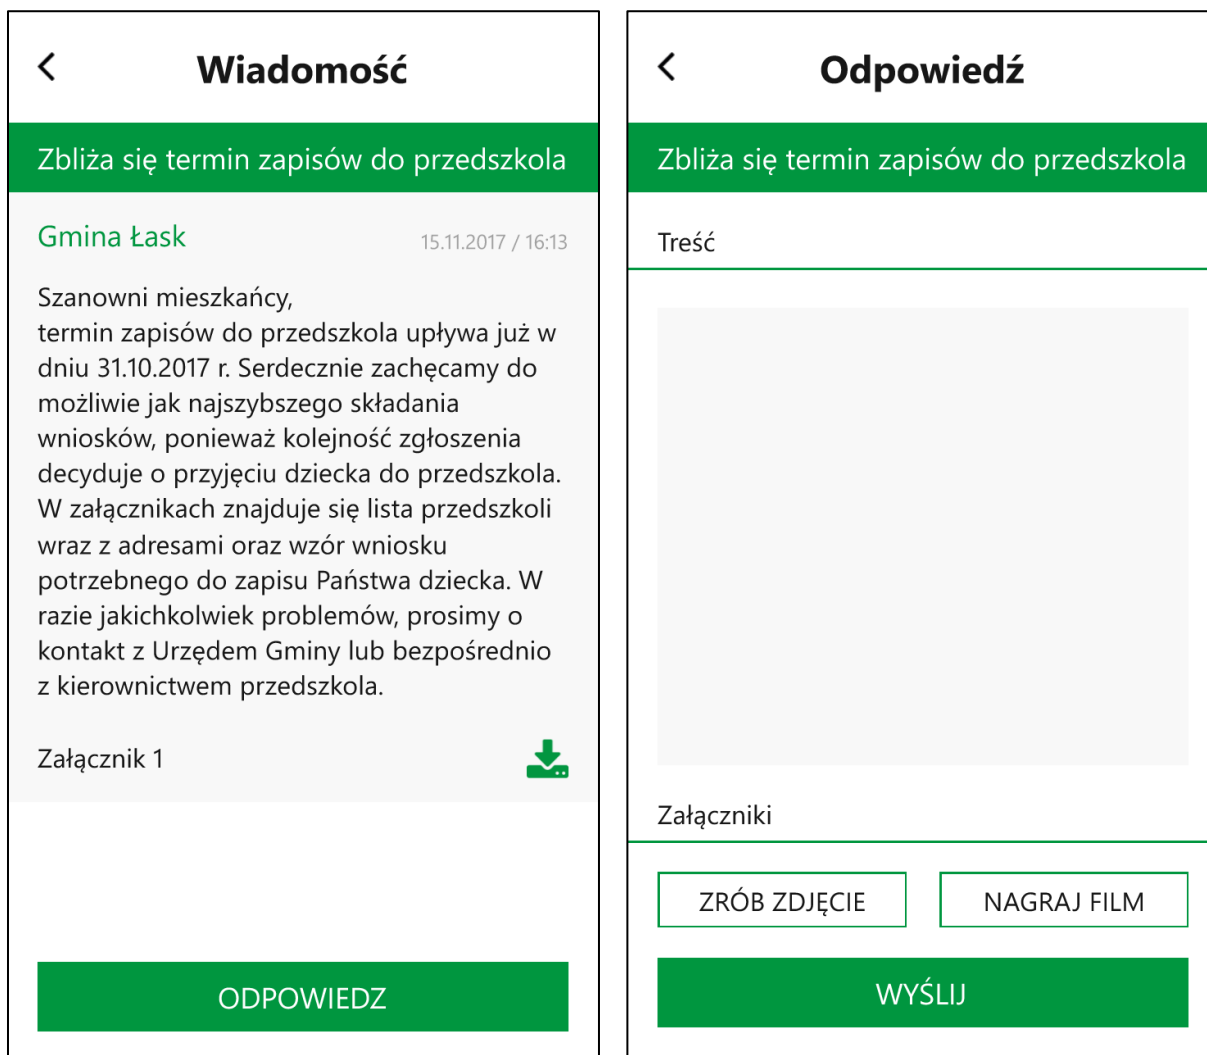 Wiadomość
Zbliża się termin zapisów do przedszkola
Gmina Łask
15.11.2017 / 16:13
Szanowni mieszkańcy,
termin zapisów do przedszkola upływa już w
dniu 31.10.2017 r. Serdecznie zachęcamy do
możliwie jak najszybszego składania
wniosków, ponieważ kolejność zgłoszenia
decyduje o przyjęciu dziecka do przedszkola.
W załącznikach znajduje się lista przedszkoli
wraz z adresami oraz wzór wniosku
potrzebnego do zapisu Państwa dziecka. W
razie jakichkolwiek problemów, prosimy o
kontakt z Urzędem Gminy lub bezpośrednio
z kierownictwem przedszkola.
Załącznik 1
ODPOWIEDZ
Odpowiedź
Zbliża się termin zapisów do przedszkola
Treść
Załączniki
ZRÓB ZDJĘCIE
NAGRAJ FILM
WYŚLIJ